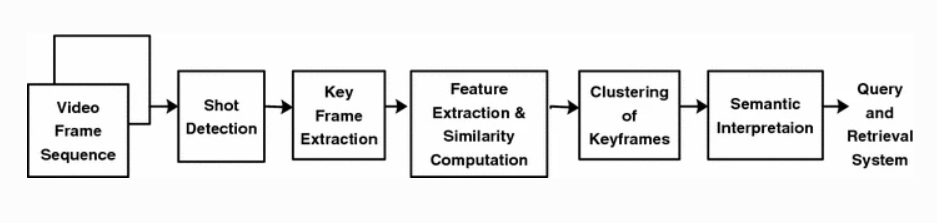 Video
Frame
Sequence
Shot
Detection
Key
Frame
Extraction
Feature
Extraction &
Similarity
Computation
Clustering
of
Keyframes
Semantic
Interpretaion
Query
and
Retrieval
System